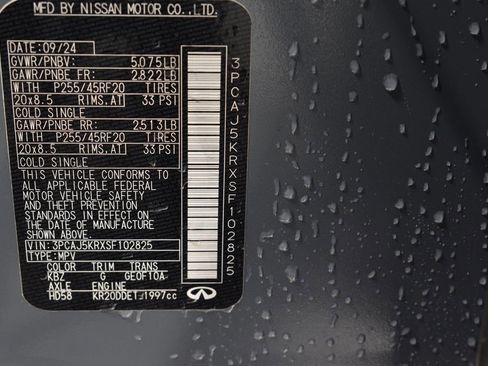 MFD BY NISSAN MOTOR CO.,LTD.
DATE: 09/24
GVWR/PNBV: 5075LB
GAWR/PNBE FR: 2822LB
WITH P255/45RF20 TIRES
20x8.5 RIMS.AT 33 PSI
COLD SINGLE
GAWR/PNBE RR: 2513LB
WITH P255/45RF20 TIRES
20x8.5 RIMS.AT 33 PSI
COLD SINGLE
THIS VEHICLE CONFORMS TO
ALL APPLICABLE FEDERAL
MOTOR VEHICLE SAFETY
AND THEFT PREVENTION
STANDARDS IN EFFECT ON
THE DATE OF MANUFACTURE
SHOWN ABOVE.
VIN: 3PCAJ5KRXSF102825
TYPE: MPV
COLOR TRIM TRANS
KBZ G GE0F10A
AXLE ENGINE
HD58 KR20DDET 1997cc
3PCAJ5KRXSF102825